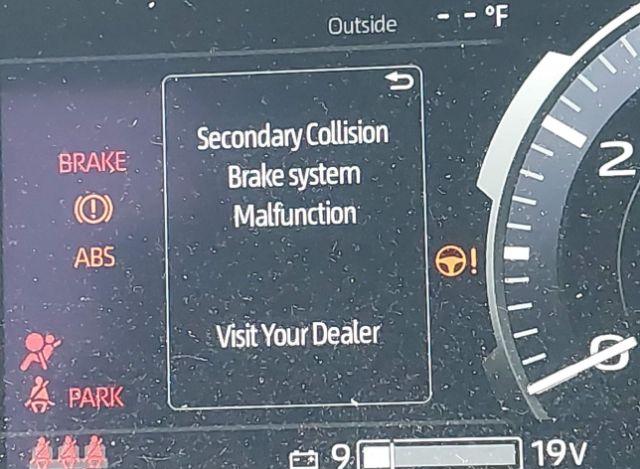 Outside - - °F
Secondary Collision
Brake system
Malfunction
Visit Your Dealer
BRAKE
ABS
PARK
2
0
9 19V